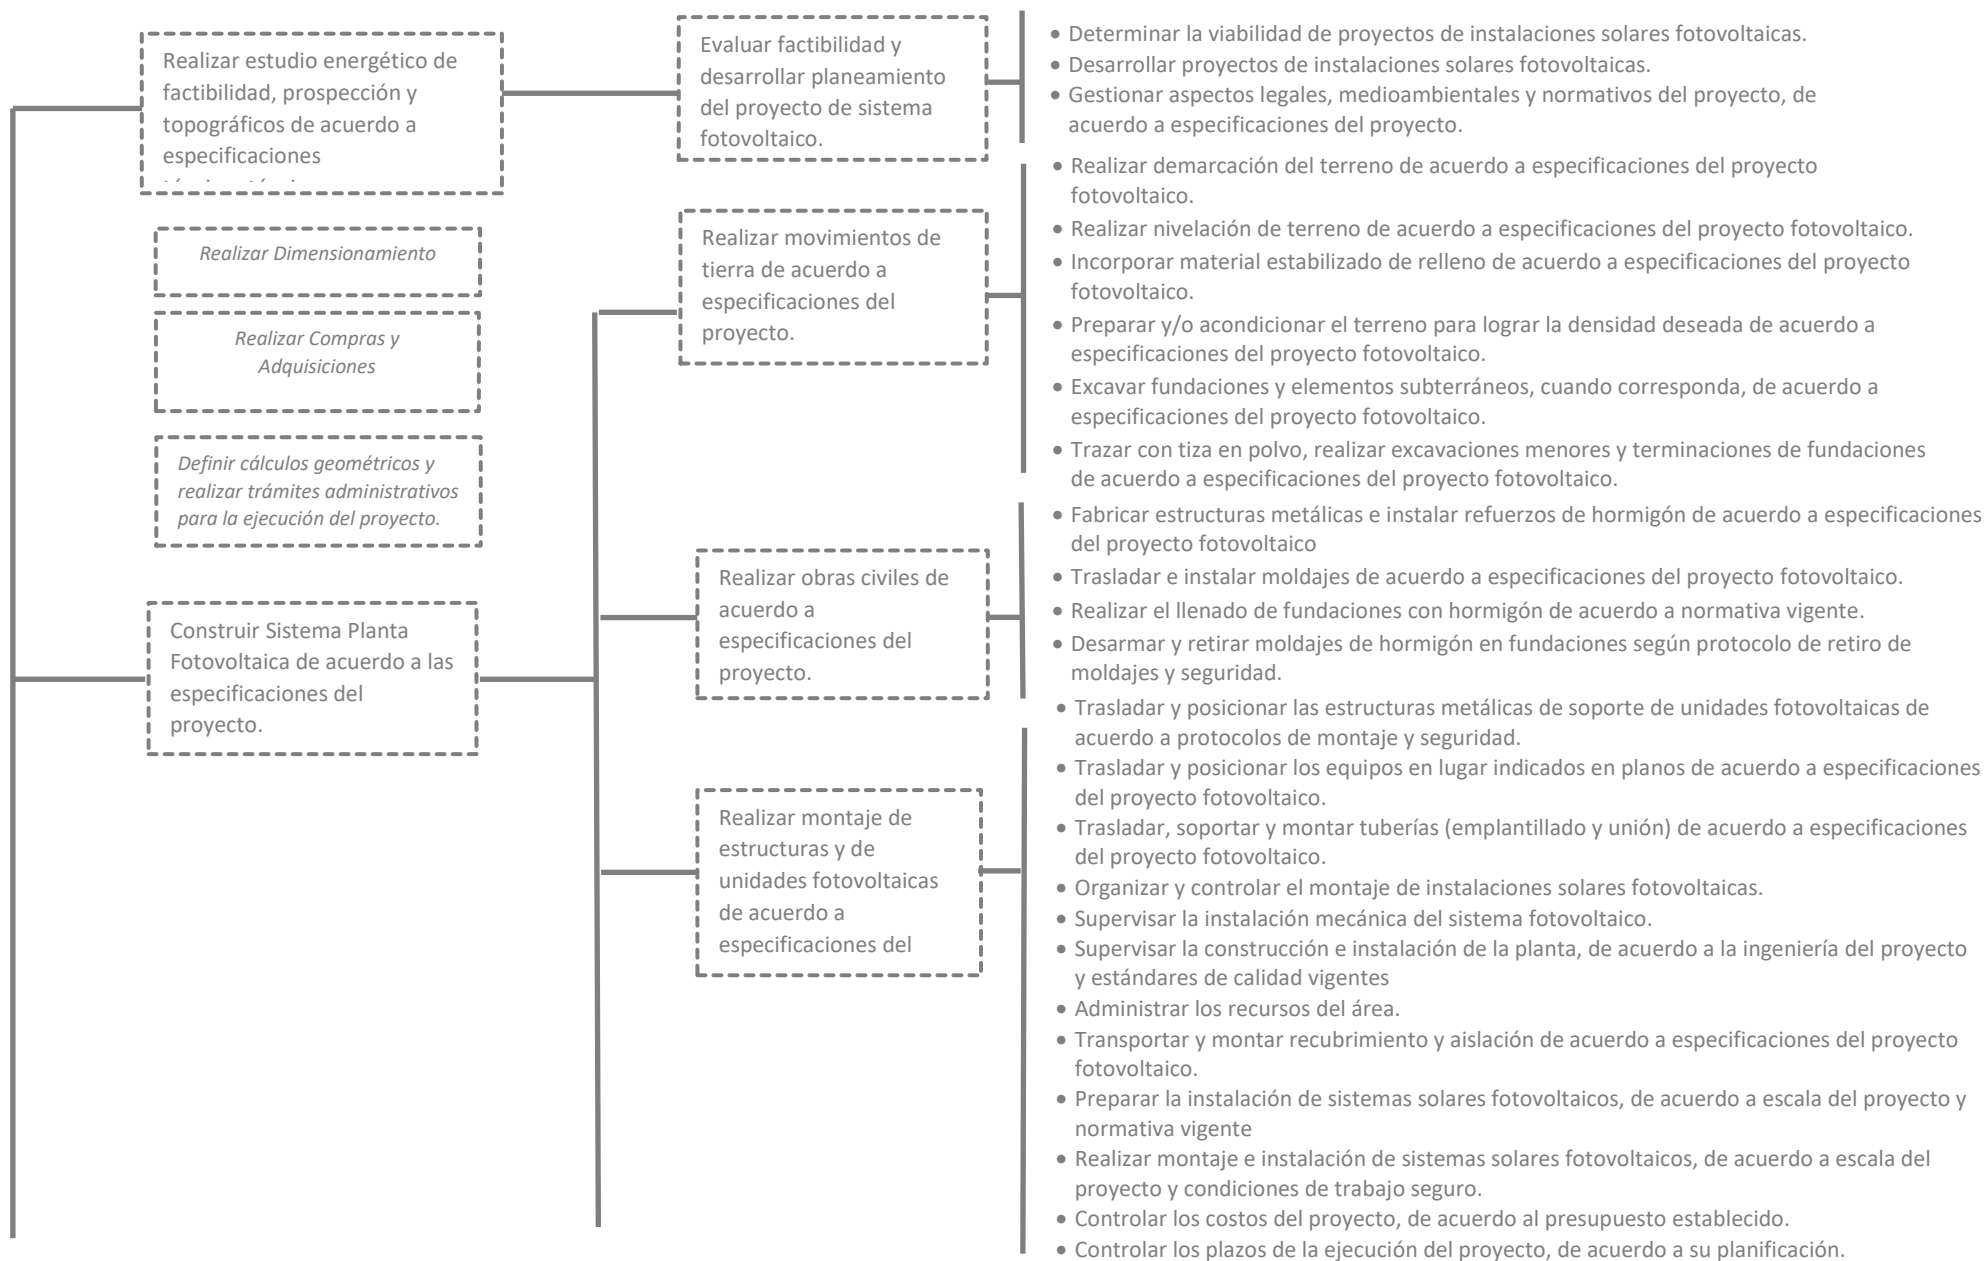 Realizar estudio energético de
factibilidad, prospección y
topográficos de acuerdo a
especificaciones
Realizar Dimensionamiento
Realizar Compras y
Adquisiciones
Definir cálculos geométricos y
realizar trámites administrativos
para la ejecución del proyecto.
Construir Sistema Planta
Fotovoltaica de acuerdo a las
especificaciones del
proyecto.
Evaluar factibilidad y
desarrollar planeamiento
del proyecto de sistema
fotovoltaico.
Realizar movimientos de
tierra de acuerdo a
especificaciones del
proyecto.
Realizar obras civiles de
acuerdo a
especificaciones del
proyecto.
Realizar montaje de
estructuras y de
unidades fotovoltaicas
de acuerdo a
especificaciones del
• Determinar la viabilidad de proyectos de instalaciones solares fotovoltaicas.
• Desarrollar proyectos de instalaciones solares fotovoltaicas.
• Gestionar aspectos legales, medioambientales y normativos del proyecto, de
acuerdo a especificaciones del proyecto.
• Realizar demarcación del terreno de acuerdo a especificaciones del proyecto
fotovoltaico.
• Realizar nivelación de terreno de acuerdo a especificaciones del proyecto fotovoltaico.
• Incorporar material estabilizado de relleno de acuerdo a especificaciones del proyecto
fotovoltaico.
• Preparar y/o acondicionar el terreno para lograr la densidad deseada de acuerdo a
especificaciones del proyecto fotovoltaico.
• Excavar fundaciones y elementos subterráneos, cuando corresponda, de acuerdo a
especificaciones del proyecto fotovoltaico.
• Trazar con tiza en polvo, realizar excavaciones menores y terminaciones de fundaciones
de acuerdo a especificaciones del proyecto fotovoltaico.
• Fabricar estructuras metálicas e instalar refuerzos de hormigón de acuerdo a especificaciones
del proyecto fotovoltaico
• Trasladar e instalar moldajes de acuerdo a especificaciones del proyecto fotovoltaico.
• Realizar el llenado de fundaciones con hormigón de acuerdo a normativa vigente.
• Desarmar y retirar moldajes de hormigón en fundaciones según protocolo de retiro de
moldajes y seguridad.
• Trasladar y posicionar las estructuras metálicas de soporte de unidades fotovoltaicas de
acuerdo a protocolos de montaje y seguridad.
• Trasladar y posicionar los equipos en lugar indicados en planos de acuerdo a especificaciones
del proyecto fotovoltaico.
• Trasladar, soportar y montar tuberías (emplantillado y unión) de acuerdo a especificaciones
del proyecto fotovoltaico.
• Organizar y controlar el montaje de instalaciones solares fotovoltaicas.
• Supervisar la instalación mecánica del sistema fotovoltaico.
• Supervisar la construcción e instalación de la planta, de acuerdo a la ingeniería del proyecto
y estándares de calidad vigentes
• Administrar los recursos del área.
• Transportar y montar recubrimiento y aislación de acuerdo a especificaciones del proyecto
fotovoltaico.
• Preparar la instalación de sistemas solares fotovoltaicos, de acuerdo a escala del proyecto y
normativa vigente
• Realizar montaje e instalación de sistemas solares fotovoltaicos, de acuerdo a escala del
proyecto y condiciones de trabajo seguro.
• Controlar los costos del proyecto, de acuerdo al presupuesto establecido.
• Controlar los plazos de la ejecución del proyecto, de acuerdo a su planificación.